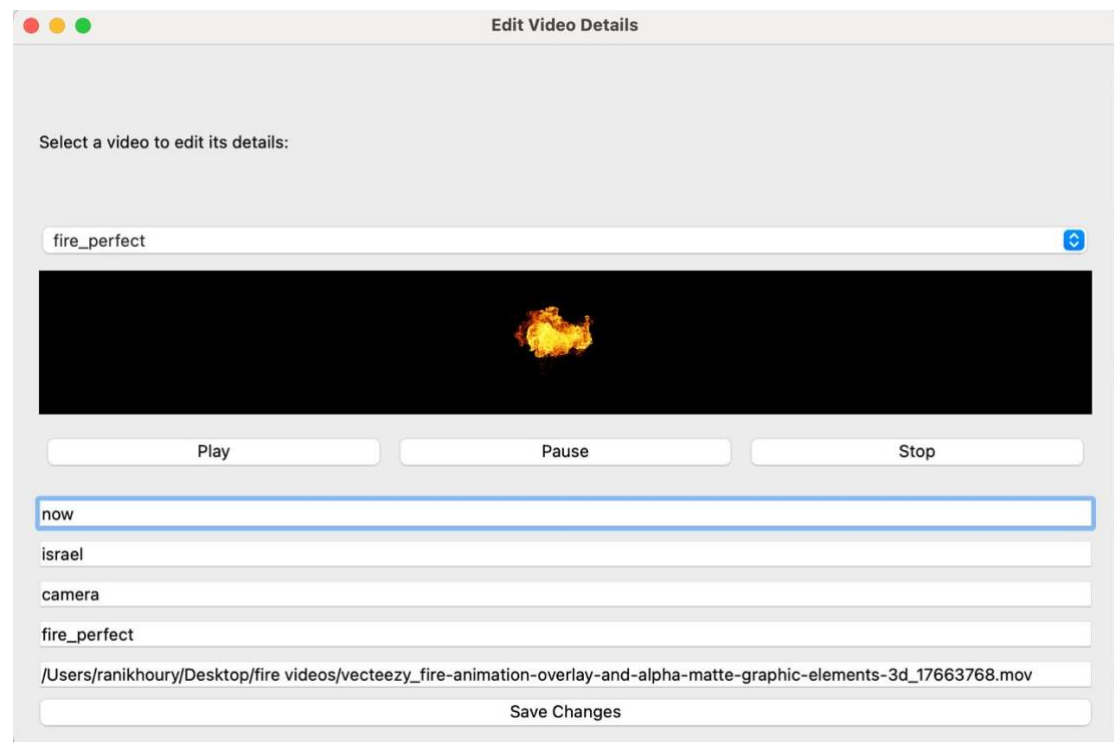 Edit Video Details
Select a video to edit its details:
fire_perfect
Play Pause Stop
now
israel
camera
fire_perfect
/Users/ranikhoury/Desktop/fire videos/vecteezy_fire-animation-overlay-and-alpha-matte-graphic-elements-3d_17663768.mov
Save Changes